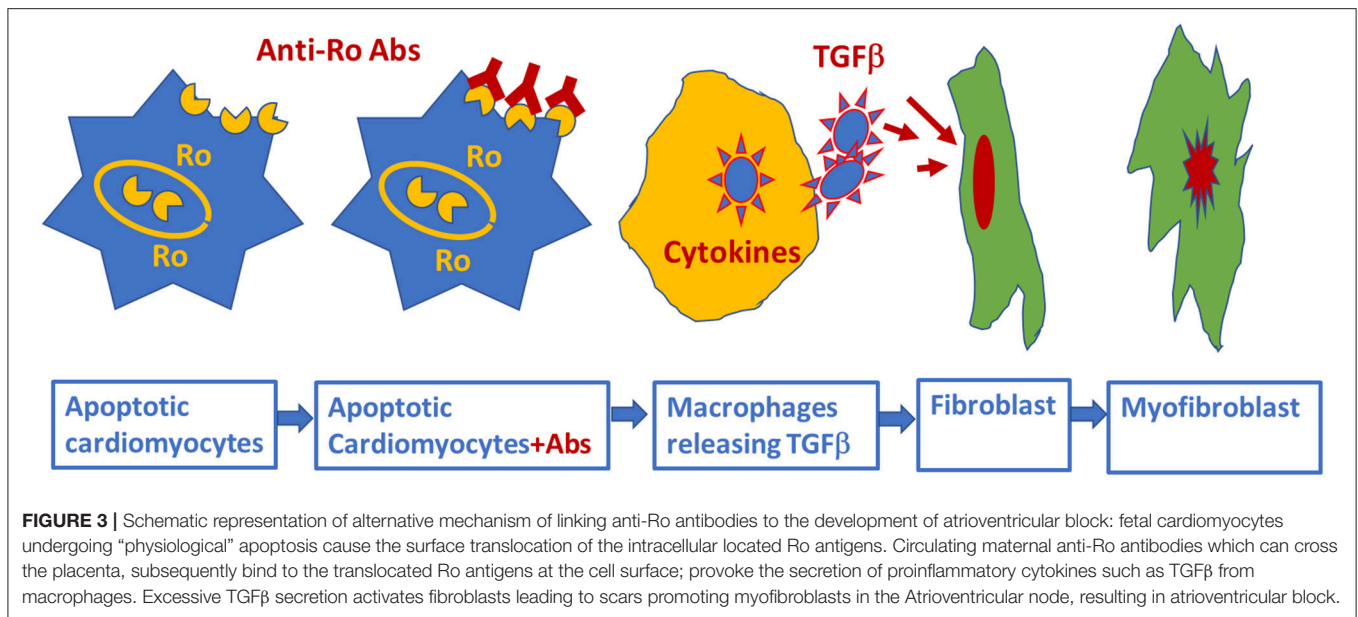 Anti-Ro Abs
TGFβ
Ro
Ro
Ro
Ro
Cytokines
Apoptotic
cardiomyocytes
Apoptotic
Cardiomyocytes+Abs
Macrophages
releasing TGFβ
Fibroblast
Myofibroblast
FIGURE 3 | Schematic representation of alternative mechanism of linking anti-Ro antibodies to the development of atrioventricular block: fetal cardiomyocytes
undergoing “physiological” apoptosis cause the surface translocation of the intracellular located Ro antigens. Circulating maternal anti-Ro antibodies which can cross
the placenta, subsequently bind to the translocated Ro antigens at the cell surface; provoke the secretion of proinflammatory cytokines such as TGFβ from
macrophages. Excessive TGFβ secretion activates fibroblasts leading to scars promoting myofibroblasts in the Atrioventricular node, resulting in atrioventricular block.